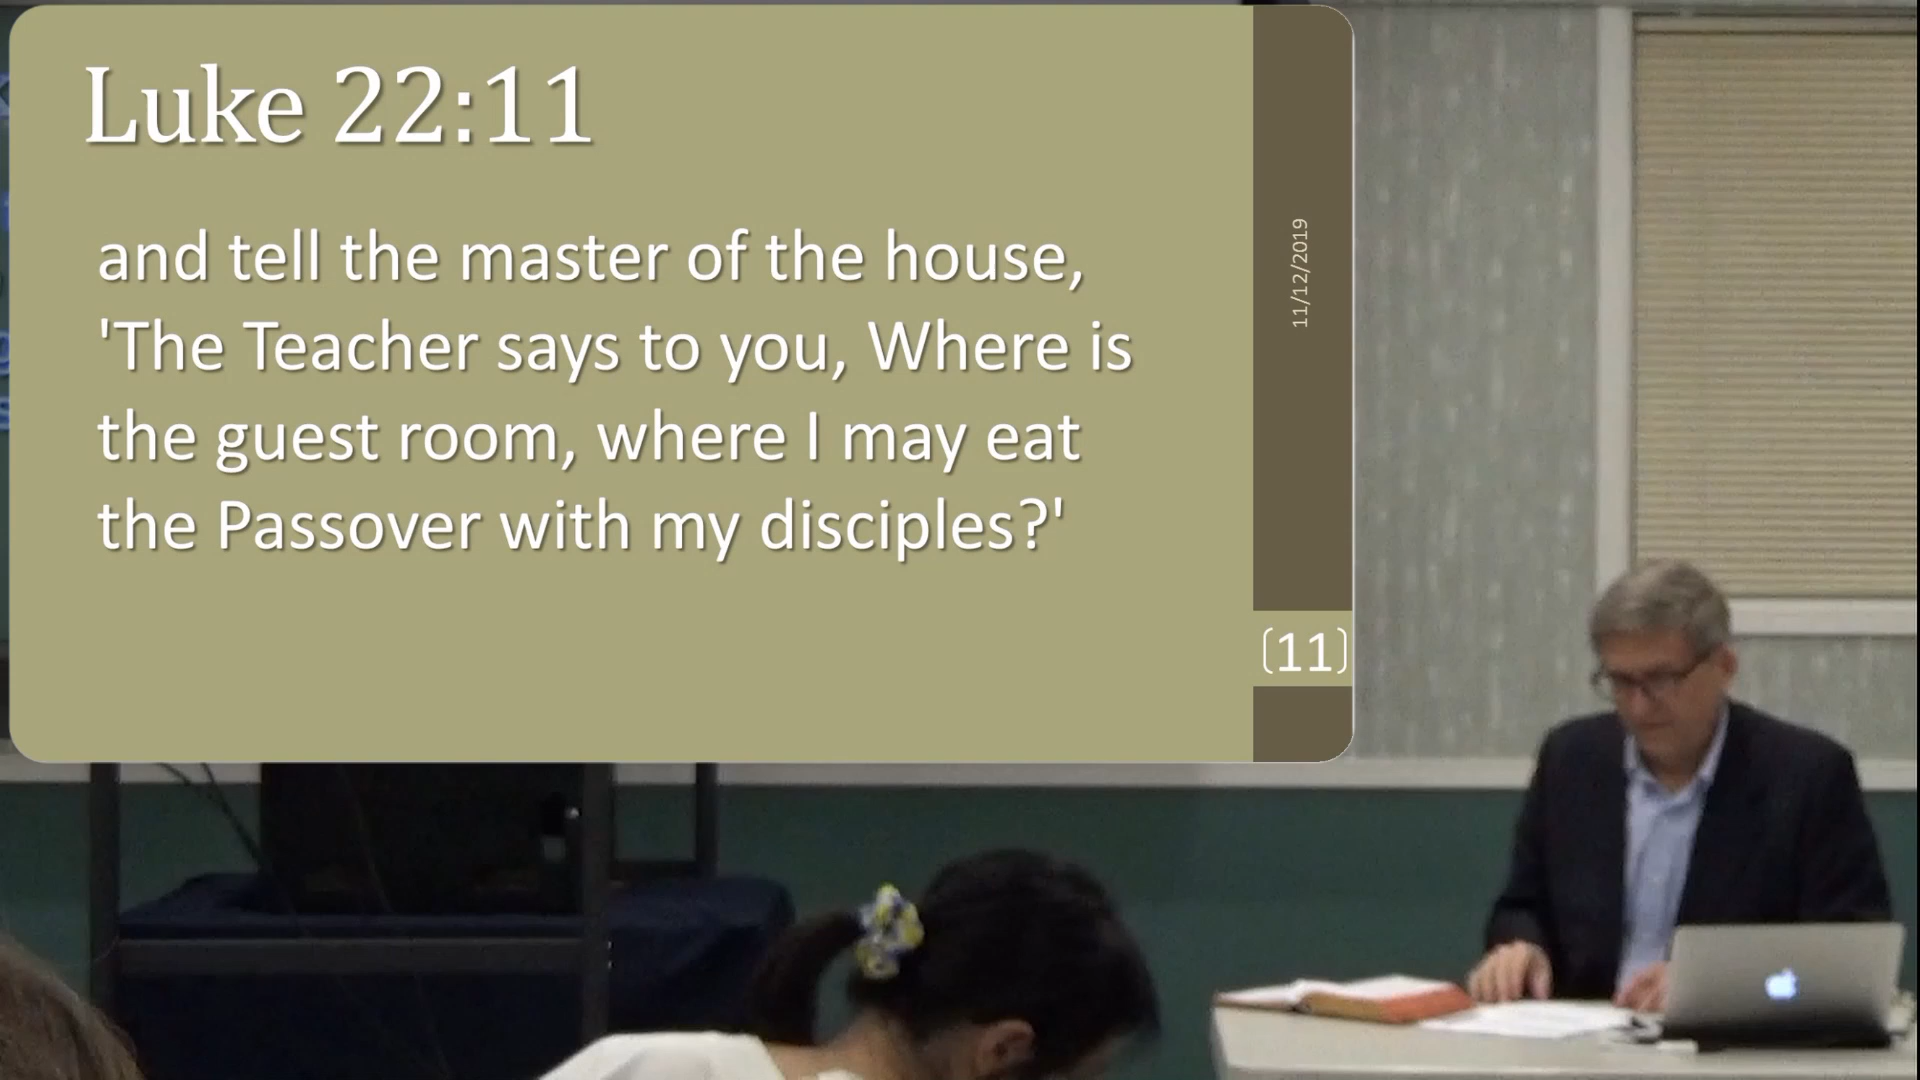 Luke 22:11
and tell the master of the house,
'The Teacher says to you, Where is
the guest room, where I may eat
the Passover with my disciples?'
11/12/2019
(11)